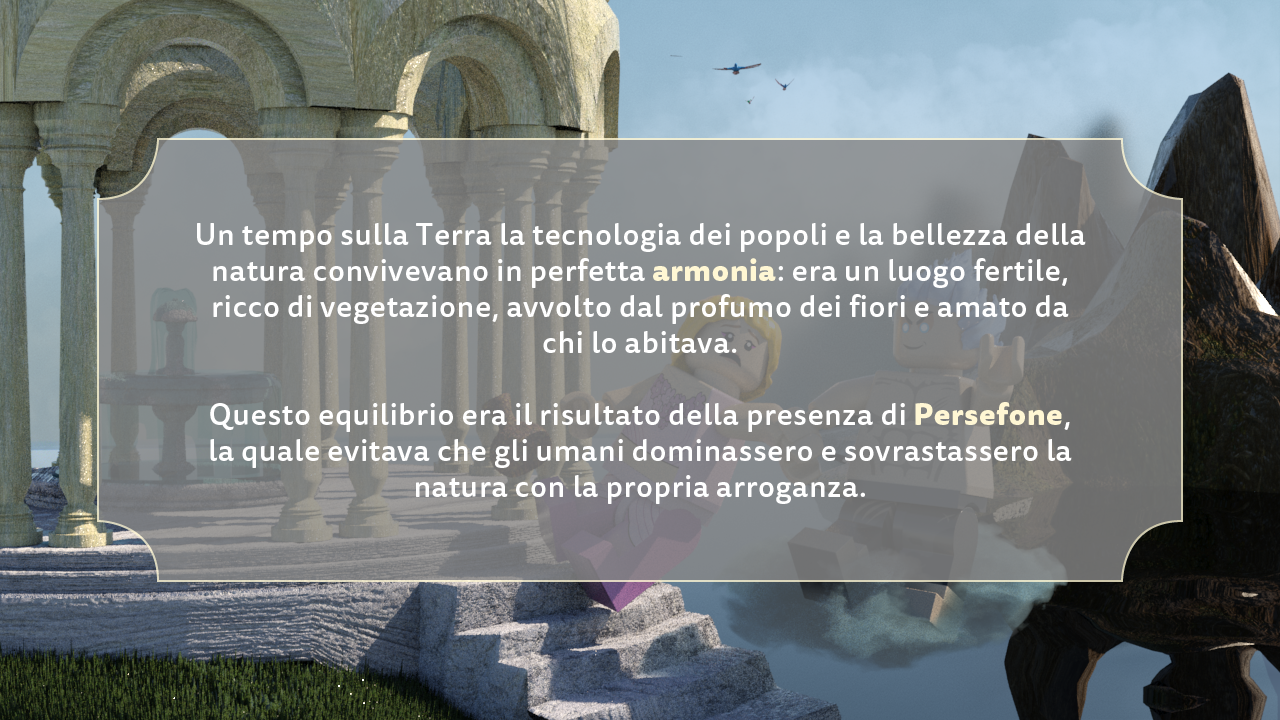 Un tempo sulla Terra la tecnologia dei popoli e la bellezza della
natura convivevano in perfetta armonia: era un luogo fertile,
ricco di vegetazione, avvolto dal profumo dei fiori e amato da
chi lo abitava.
Questo equilibrio era il risultato della presenza di Persefone,
la quale evitava che gli umani dominassero e sovrastassero la
natura con la propria arroganza.